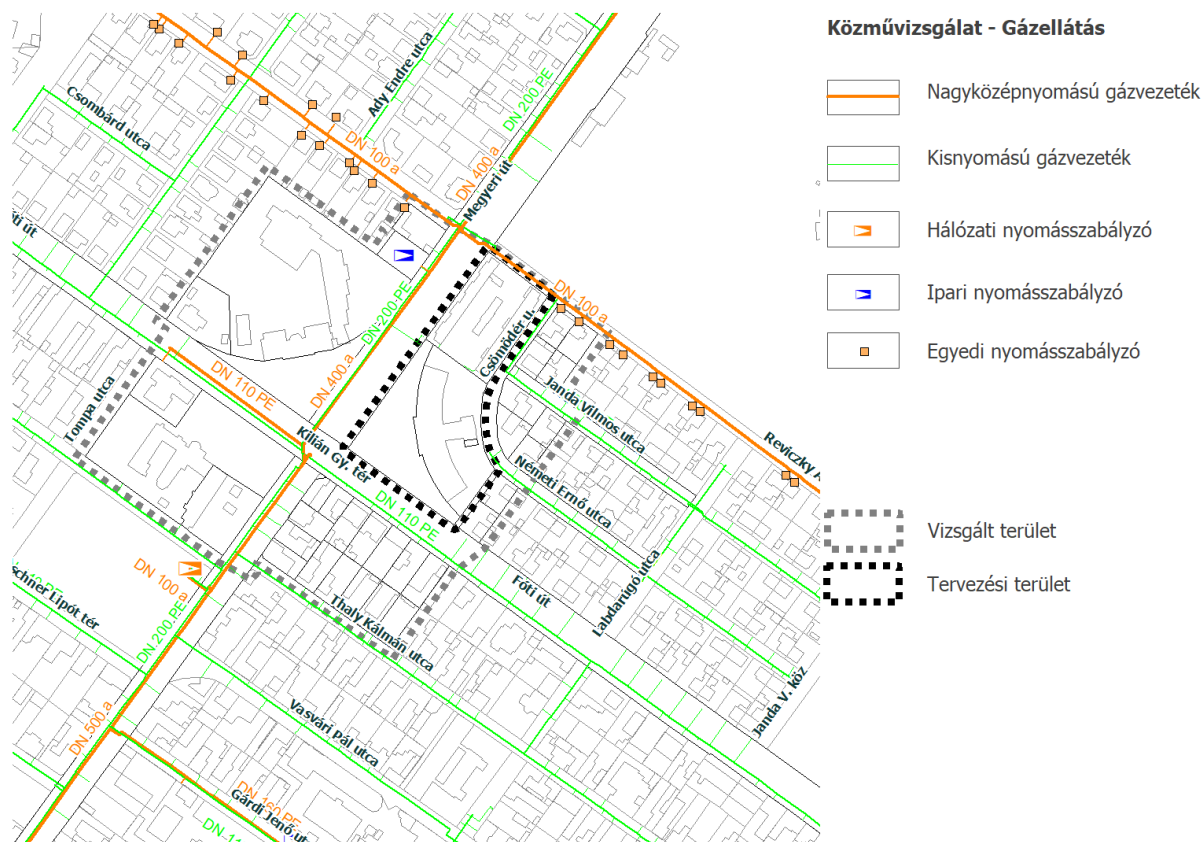 Közművizsgálat - Gázellátás
Nagyközépnyomású gázvezeték
Kisnyomású gázvezeték
Hálózati nyomásszabályzó
Ipari nyomásszabályzó
Egyedi nyomásszabályzó
Vizsgált terület
Tervezési terület
Csombárd utca
Ady Endre utca
DN 200 PE
DN 100 a
DN 400 a
Megyeri út
DN 200 PE
DN 400 a
DN 100 a
Csömödér u.
DN 110 PE
Tompa utca
Janda Vilmos utca
Kilián Gy. tér
DN 110 PE
Németi Ernő utca
Reviczky
Labdarúgó utca
Fóti út
Janda V. köz
DN 100 a
Lipót tér
DN 200 PE
Thaly Kálmán utca
Vasvári Pál utca
DN 500 a
DN 160 PE
Gárdi Jenő